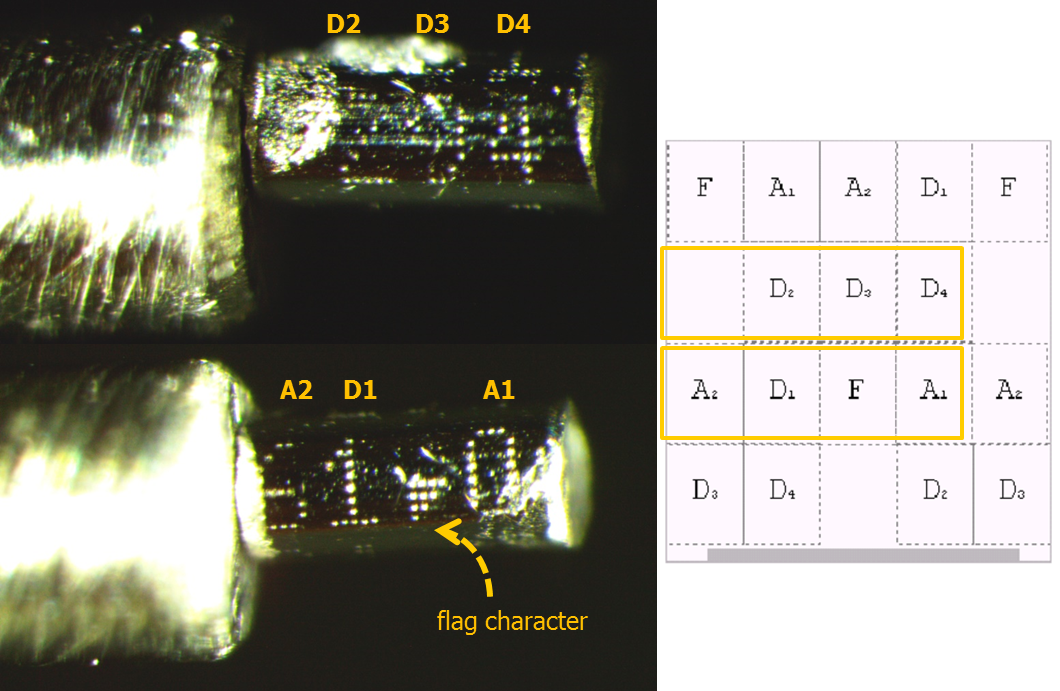 D2 D3 D4
A2 D1 A1
flag character
F A₁ A₂ D₁ F
D₂ D₃ D₄
A₂ D₁ F A₁ A₂
D₃ D₄ D₂ D₃